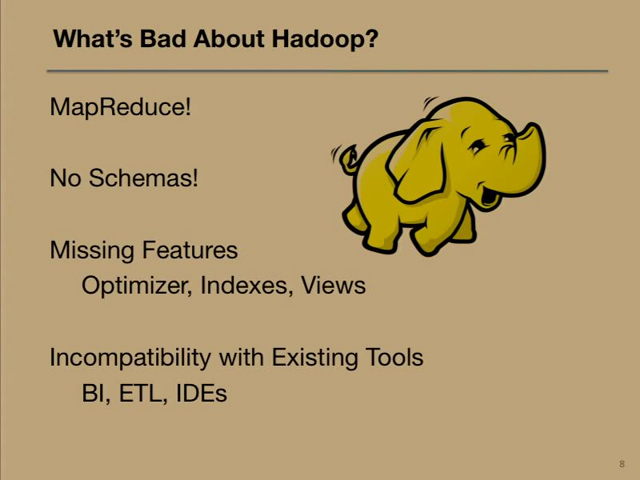 What's Bad About Hadoop?
MapReduce!
No Schemas!
Missing Features
Optimizer, Indexes, Views
Incompatibility with Existing Tools
BI, ETL, IDEs
8